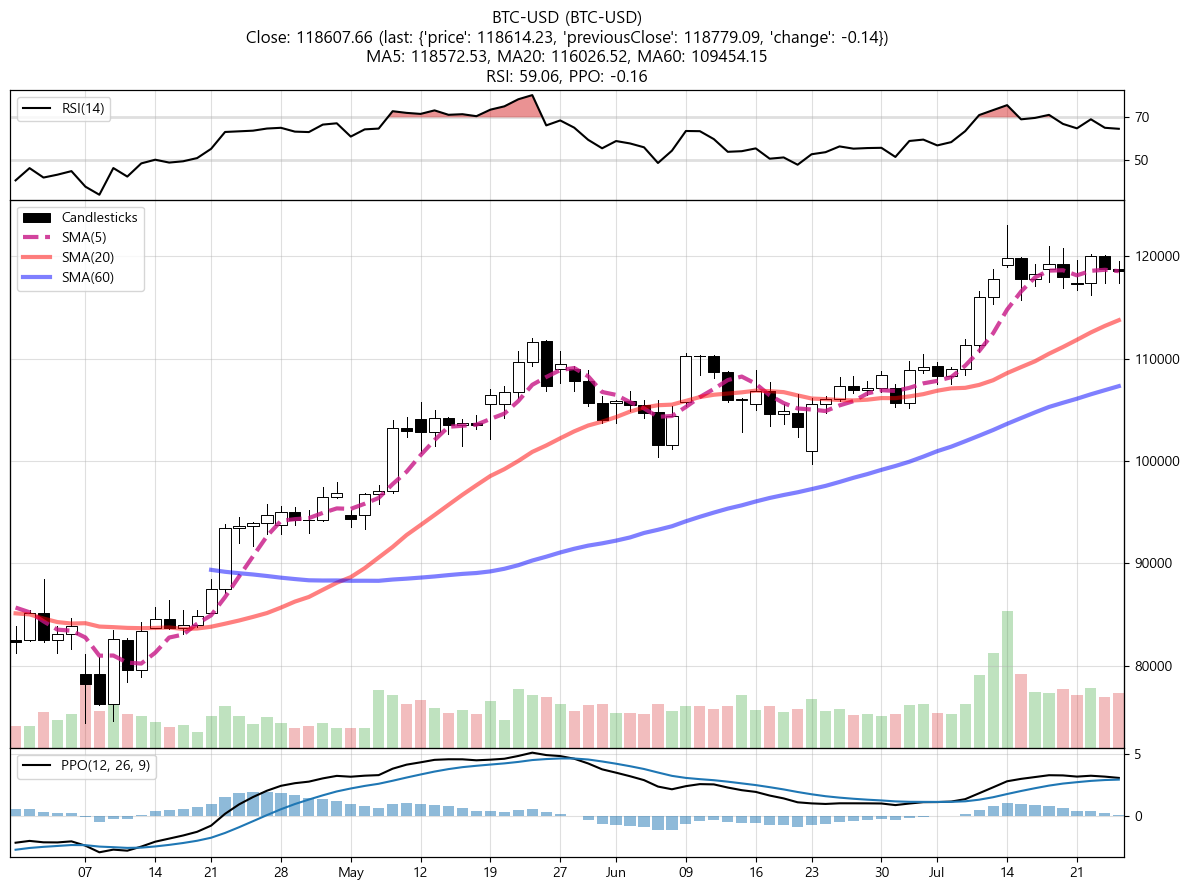 BTC-USD (BTC-USD)
Close: 118607.66 (last: {'price': 118614.23, 'previousClose': 118779.09, 'change': -0.14})
MA5: 118572.53, MA20: 116026.52, MA60: 109454.15
RSI: 59.06, PPO: -0.16
RSI(14)
70
50
Candlesticks
SMA(5)
SMA(20)
SMA(60)
120000
110000
100000
90000
80000
PPO(12, 26, 9)
5
0
07 14 21 28 May 12 19 27 Jun 09 16 23 30 Jul 14 21